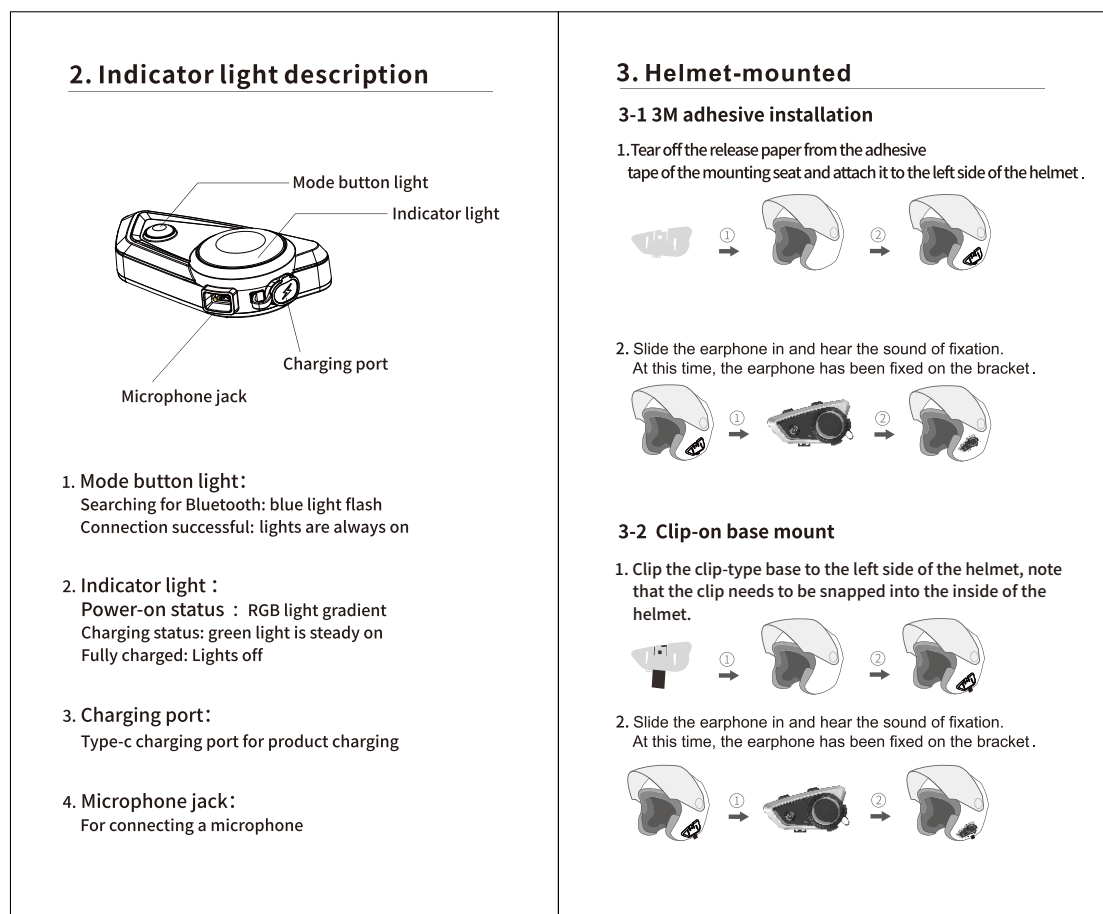 2. Indicator light description
Mode button light
Indicator light
Charging port
Microphone jack
1. Mode button light:
Searching for Bluetooth: blue light flash
Connection successful: lights are always on
2. Indicator light :
Power-on status : RGB light gradient
Charging status: green light is steady on
Fully charged: Lights off
3. Charging port:
Type-c charging port for product charging
4. Microphone jack:
For connecting a microphone
3. Helmet-mounted
3-1 3M adhesive installation
1.Tear off the release paper from the adhesive
tape of the mounting seat and attach it to the left side of the helmet .
① ②
2. Slide the earphone in and hear the sound of fixation.
At this time, the earphone has been fixed on the bracket .
① ②
3-2 Clip-on base mount
1. Clip the clip-type base to the left side of the helmet, note
that the clip needs to be snapped into the inside of the
helmet.
① ②
2. Slide the earphone in and hear the sound of fixation.
At this time, the earphone has been fixed on the bracket .
① ②